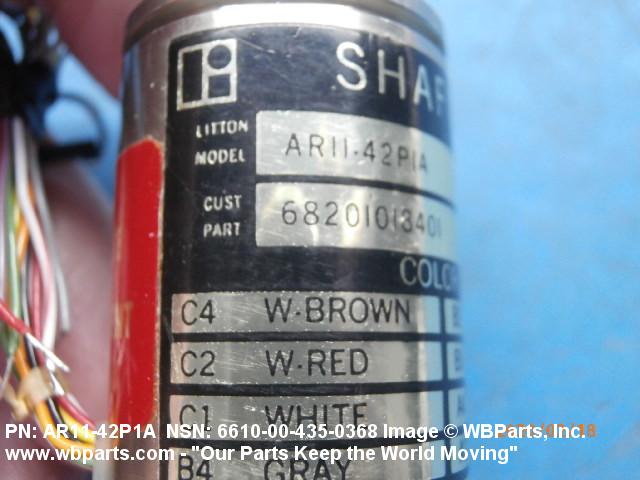 SHAF
LITTON
MODEL AR11-42P1A
CUST
PART 68201013401
COLO
C4 W-BROWN
C2 W-RED
C1 WHITE
B4 GRAY
PN: AR11-42P1A NSN: 6610-00-435-0368 Image © WBParts, Inc.
www.wbparts.com - "Our Parts Keep the World Moving"